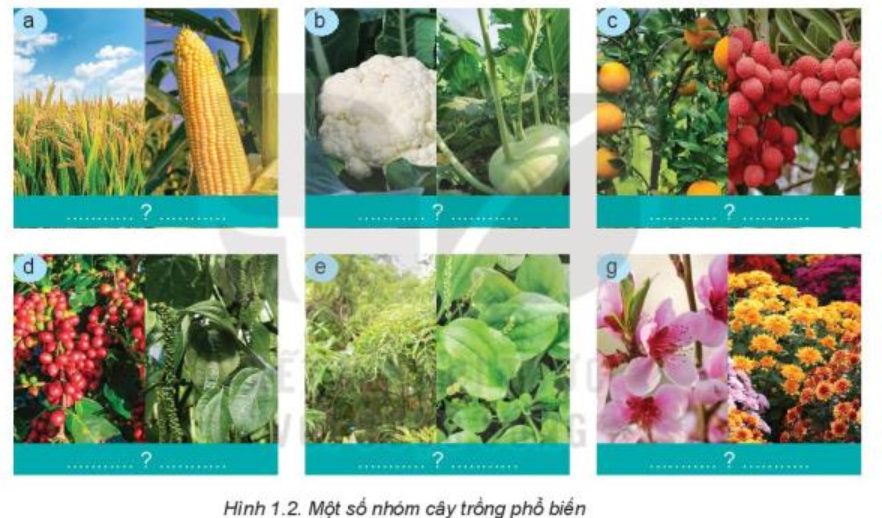 a
b
c
........... ? ...........
........... ? ...........
........... ? ...........
d
e
g
........... ? ...........
........... ? ...........
........... ? ...........
Hình 1.2. Một số nhóm cây trồng phổ biến